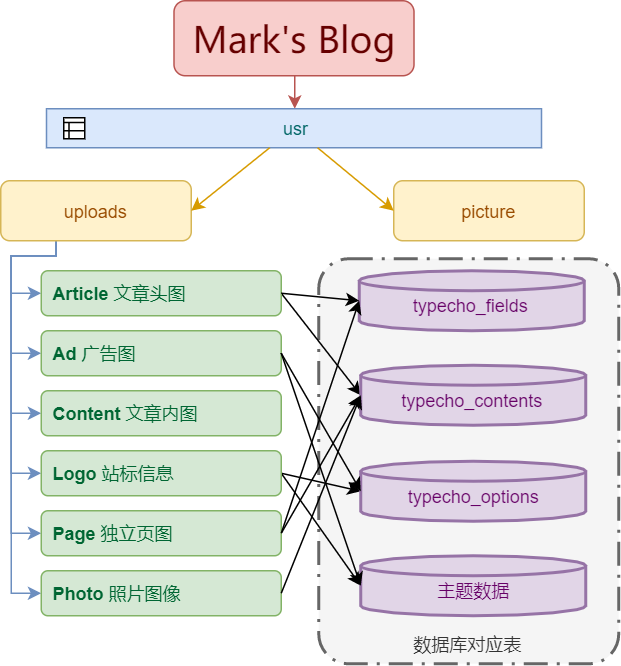 Mark's Blog
usr
uploads
picture
Article 文章头图
Ad 广告图
Content 文章内图
Logo 站标信息
Page 独立页图
Photo 照片图像
typecho_fields
typecho_contents
typecho_options
主题数据
数据库对应表